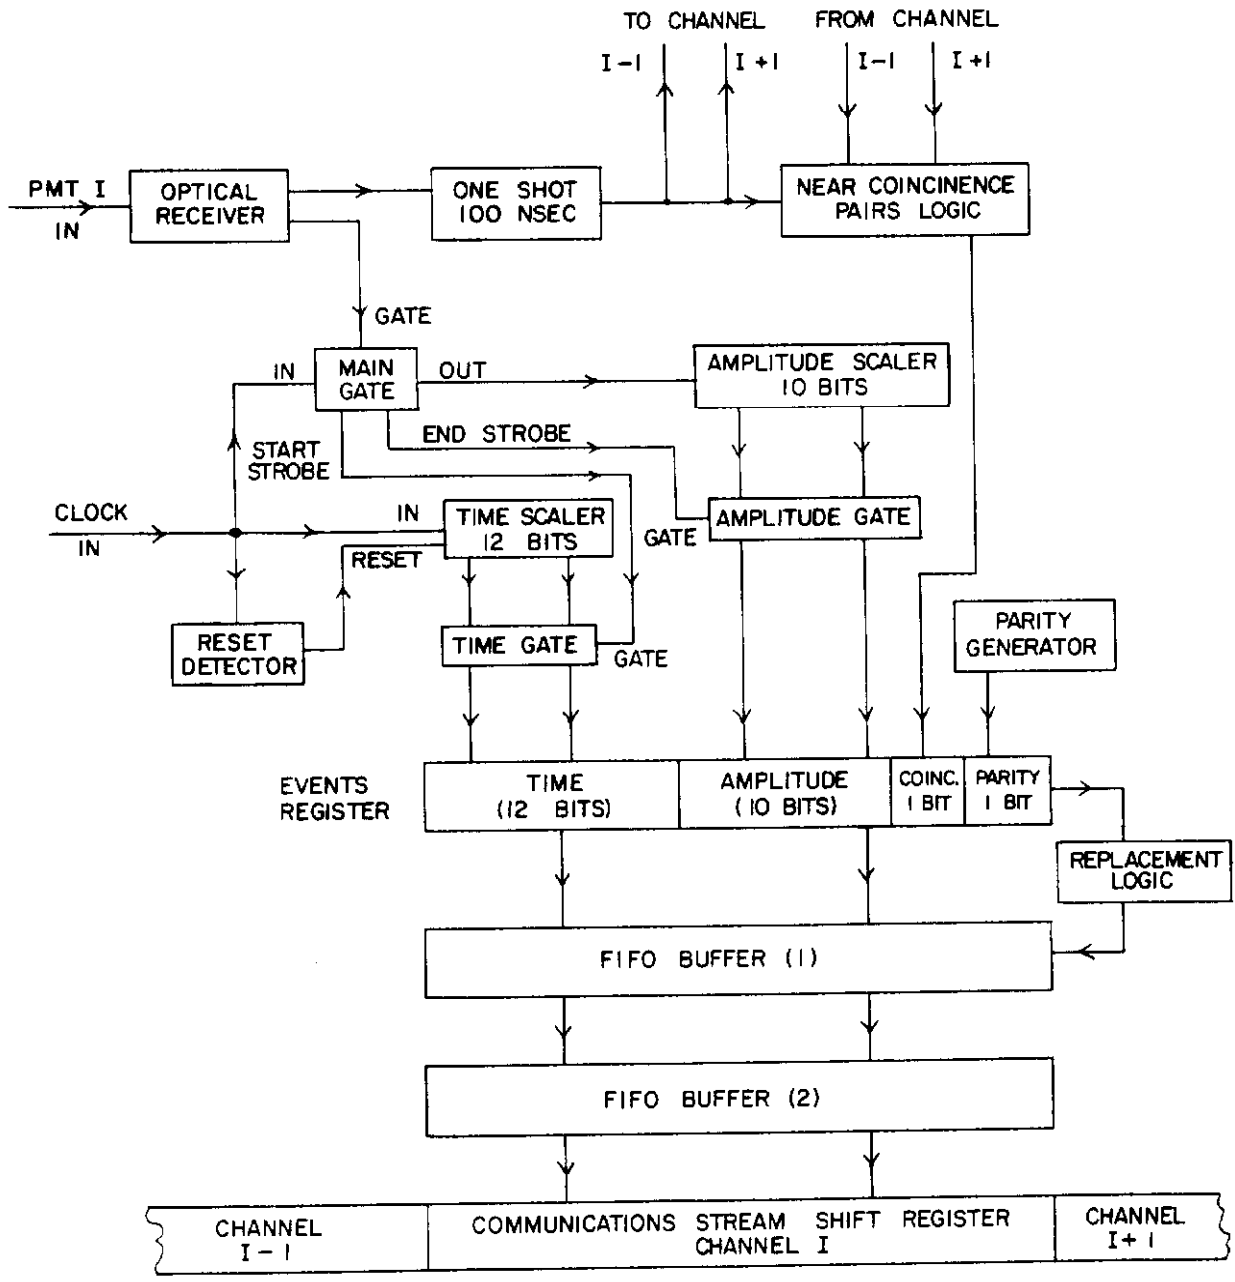 TO CHANNEL
FROM CHANNEL
I-1
I+1
I-1
I+1
PMT I
IN
OPTICAL
RECEIVER
ONE SHOT
100 NSEC
NEAR COINCINENCE
PAIRS LOGIC
GATE
IN
MAIN
GATE
OUT
AMPLITUDE SCALER
10 BITS
START
STROBE
END STROBE
CLOCK
IN
IN
TIME SCALER
12 BITS
RESET
GATE
AMPLITUDE GATE
RESET
DETECTOR
TIME GATE
GATE
PARITY
GENERATOR
EVENTS
REGISTER
TIME
(12 BITS)
AMPLITUDE
(10 BITS)
COINC.
1 BIT
PARITY
1 BIT
REPLACEMENT
LOGIC
FIFO BUFFER (1)
FIFO BUFFER (2)
CHANNEL
I-1
COMMUNICATIONS STREAM SHIFT REGISTER
CHANNEL I
CHANNEL
I+1